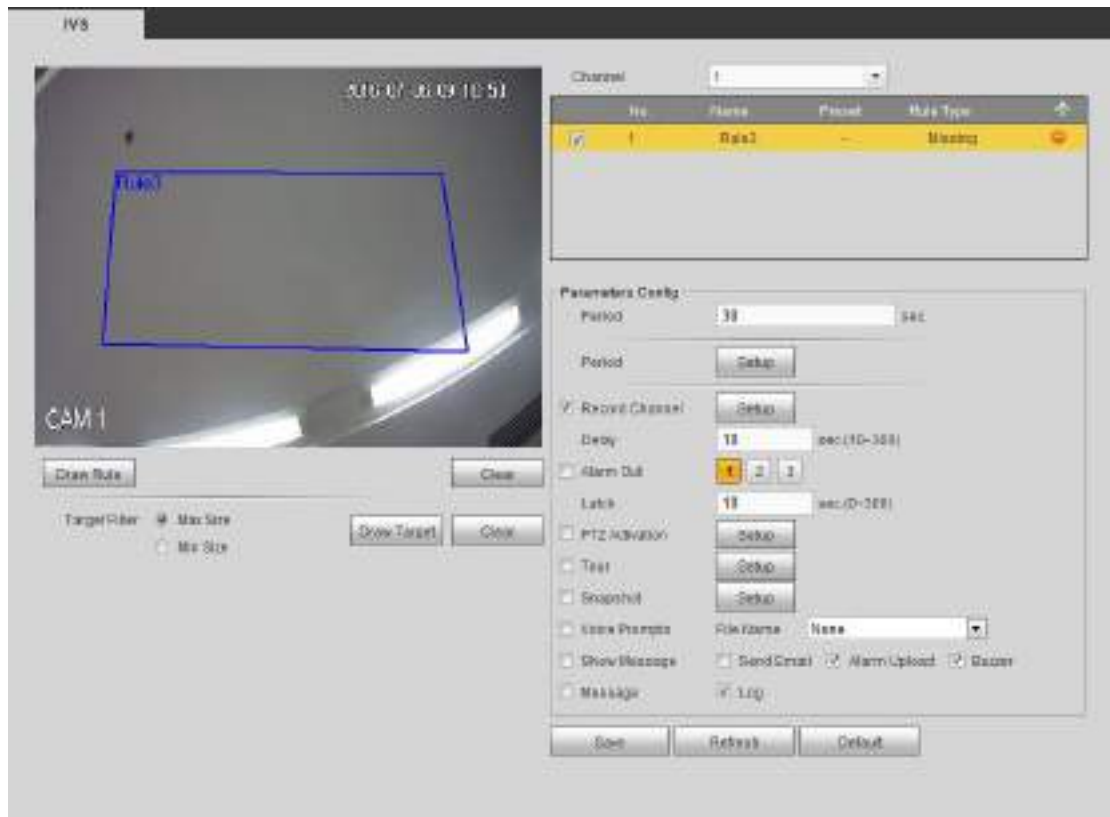 IVS
Channel 1
No. Name Preset Rule Type
1 Rule3 -- Missing
Rule3
CAM 1
Draw Rule Clear
Target Filter Max Size
Min Size
Draw Target Clear
Parameters Config
Period sec
Period Setup
Record Channel Setup
Delay 10 sec.(10~300)
Alarm Out 1 2 3
Latch 10 sec.(0~300)
PTZ Activation Setup
Tour Setup
Snapshot Setup
Voice Prompts File Name None
Show Message Send Email Alarm Upload Buzzer
Message Log
Save Refresh Default